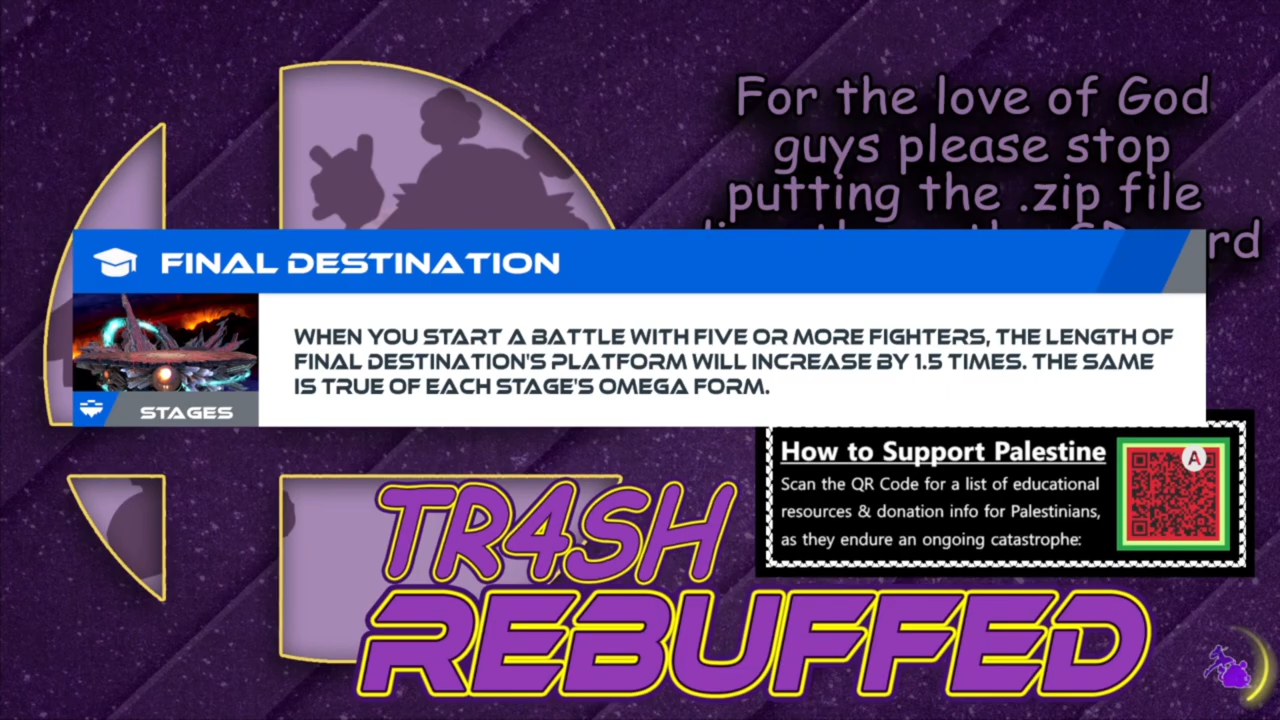 For the love of God
guys please stop
putting the .zip file
FINAL DESTINATION
WHEN YOU START A BATTLE WITH FIVE OR MORE FIGHTERS, THE LENGTH OF
FINAL DESTINATION'S PLATFORM WILL INCREASE BY 1.5 TIMES. THE SAME
IS TRUE OF EACH STAGE'S OMEGA FORM.
STAGES
How to Support Palestine
A
Scan the QR Code for a list of educational
resources & donation info for Palestinians,
as they endure an ongoing catastrophe:
TR4SH
REBUFFED